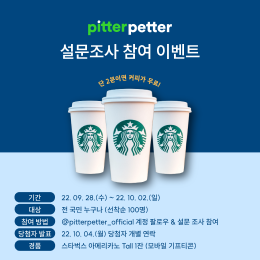 pitterpetter
설문조사 참여 이벤트
단 2분이면 커피가 무료!
기간 22. 09. 28.(수) ~ 22. 10. 02.(일)
대상 전 국민 누구나 (선착순 100명)
참여 방법 @pitterpetter_official 계정 팔로우 & 설문 조사 참여
당첨자 발표 22. 10. 04.(월) 당첨자 개별 연락
경품 스타벅스 아메리카노 Tall 1잔 (모바일 기프티콘)